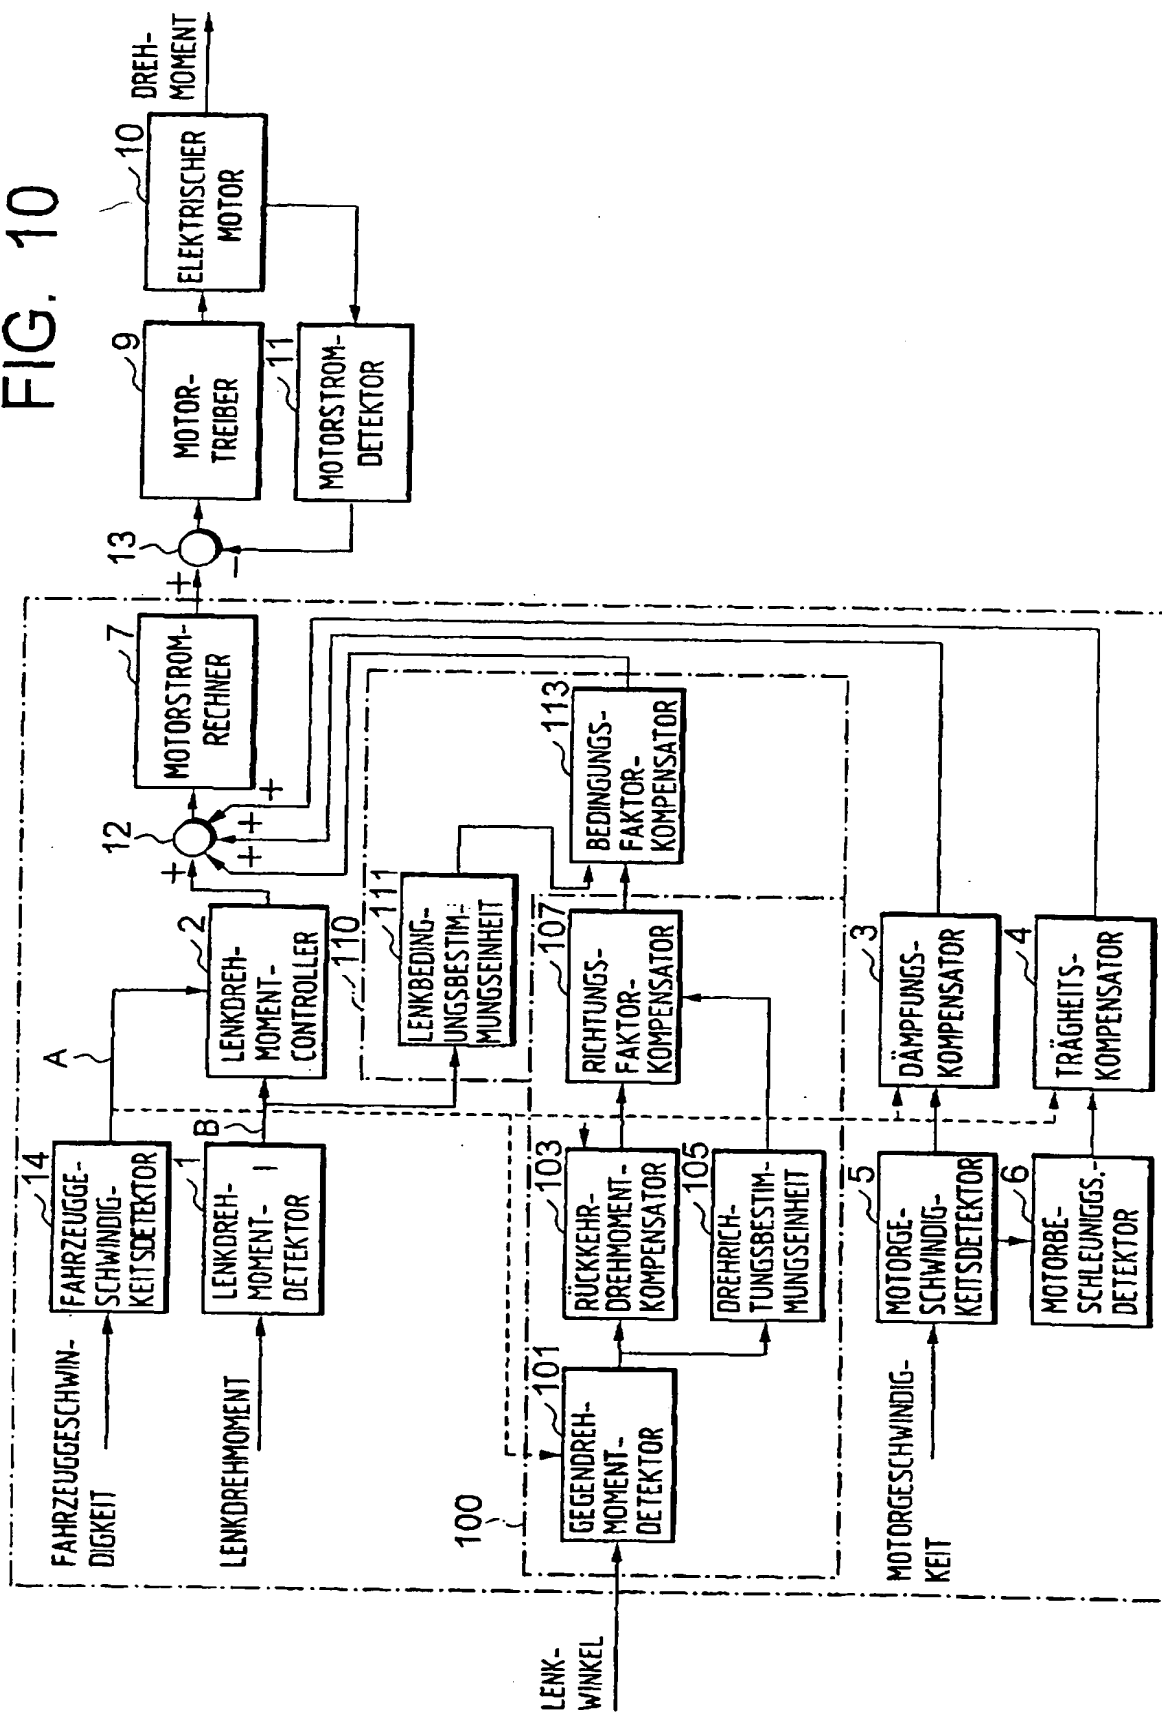 FIG. 10
FAHRZEUGGESCHWIN-
DIGKEIT
14
FAHRZEUGGE-
SCHWINDIG-
KEITSDETEKTOR
A
LENKDREHMOMENT
1
LENKDREH-
MOMENT-
DETEKTOR
B
2
LENKDREH-
MOMENT-
CONTROLLER
12
+
+
+
+
7
MOTORSTROM-
RECHNER
13
+
−
9
MOTOR-
TREIBER
10
ELEKTRISCHER
MOTOR
DREH-
MOMENT
11
MOTORSTROM-
DETEKTOR
110
111
LENKBEDING-
UNGSBESTIM-
MUNGSEINHEIT
113
BEDINGUNGS-
FAKTOR-
KOMPENSATOR
LENK-
WINKEL
100
101
GEGENDREH-
MOMENT-
DETEKTOR
103
RÜCKKEHR-
DREHMOMENT-
KOMPENSATOR
107
RICHTUNGS-
FAKTOR-
KOMPENSATOR
105
DREHRICH-
TUNGSBESTIM-
MUNGSEINHEIT
MOTORGESCHWINDIG-
KEIT
5
MOTORGE-
SCHWINDIG-
KEITSDETEKTOR
3
DÄMPFUNGS-
KOMPENSATOR
6
MOTORBE-
SCHLEUNIGGS.-
DETEKTOR
4
TRÄGHEITS-
KOMPENSATOR